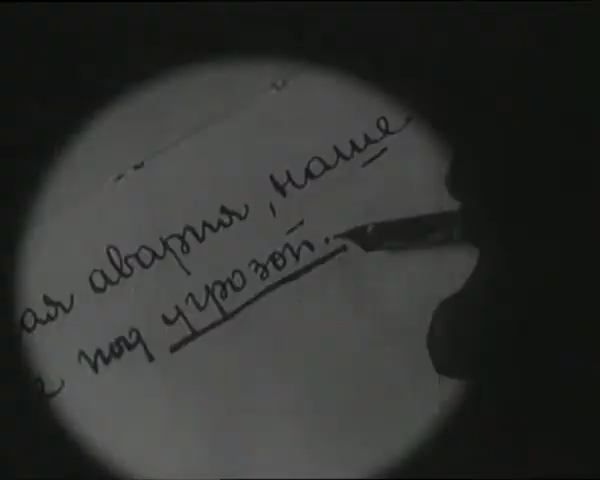 ая авария, наше
е под угрозой.